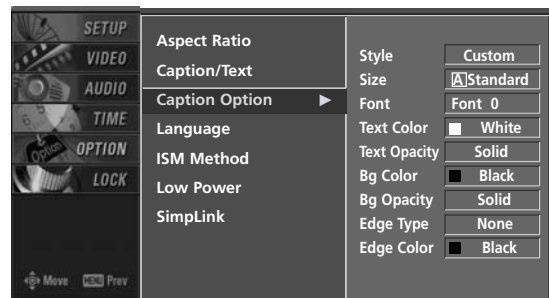 SETUP
VIDEO
AUDIO
TIME
Option OPTION
LOCK
Move MENU Prev
Aspect Ratio
Caption/Text
Caption Option ▶
Language
ISM Method
Low Power
SimpLink
Style Custom
Size A Standard
Font Font 0
Text Color White
Text Opacity Solid
Bg Color Black
Bg Opacity Solid
Edge Type None
Edge Color Black